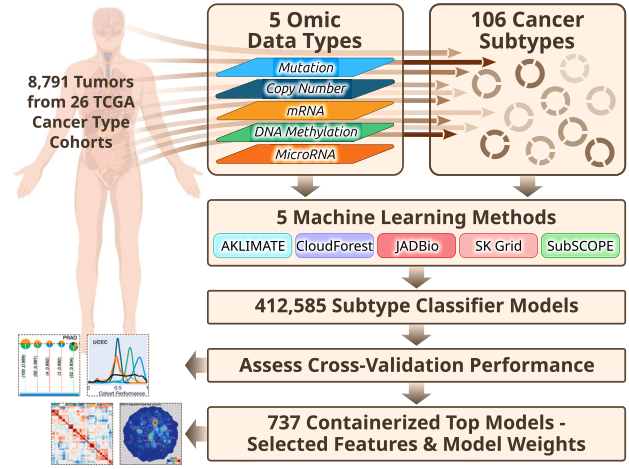 5 Omic
Data Types
106 Cancer
Subtypes
8,791 Tumors
from 26 TCGA
Cancer Type
Cohorts
Mutation
Copy Number
mRNA
DNA Methylation
MicroRNA
5 Machine Learning Methods
AKLIMATE
CloudForest
JADBio
SK Grid
SubSCOPE
412,585 Subtype Classifier Models
Assess Cross-Validation Performance
PRAD
UCEC
0
0.5
1
Cohort Performance
737 Containerized Top Models -
Selected Features & Model Weights